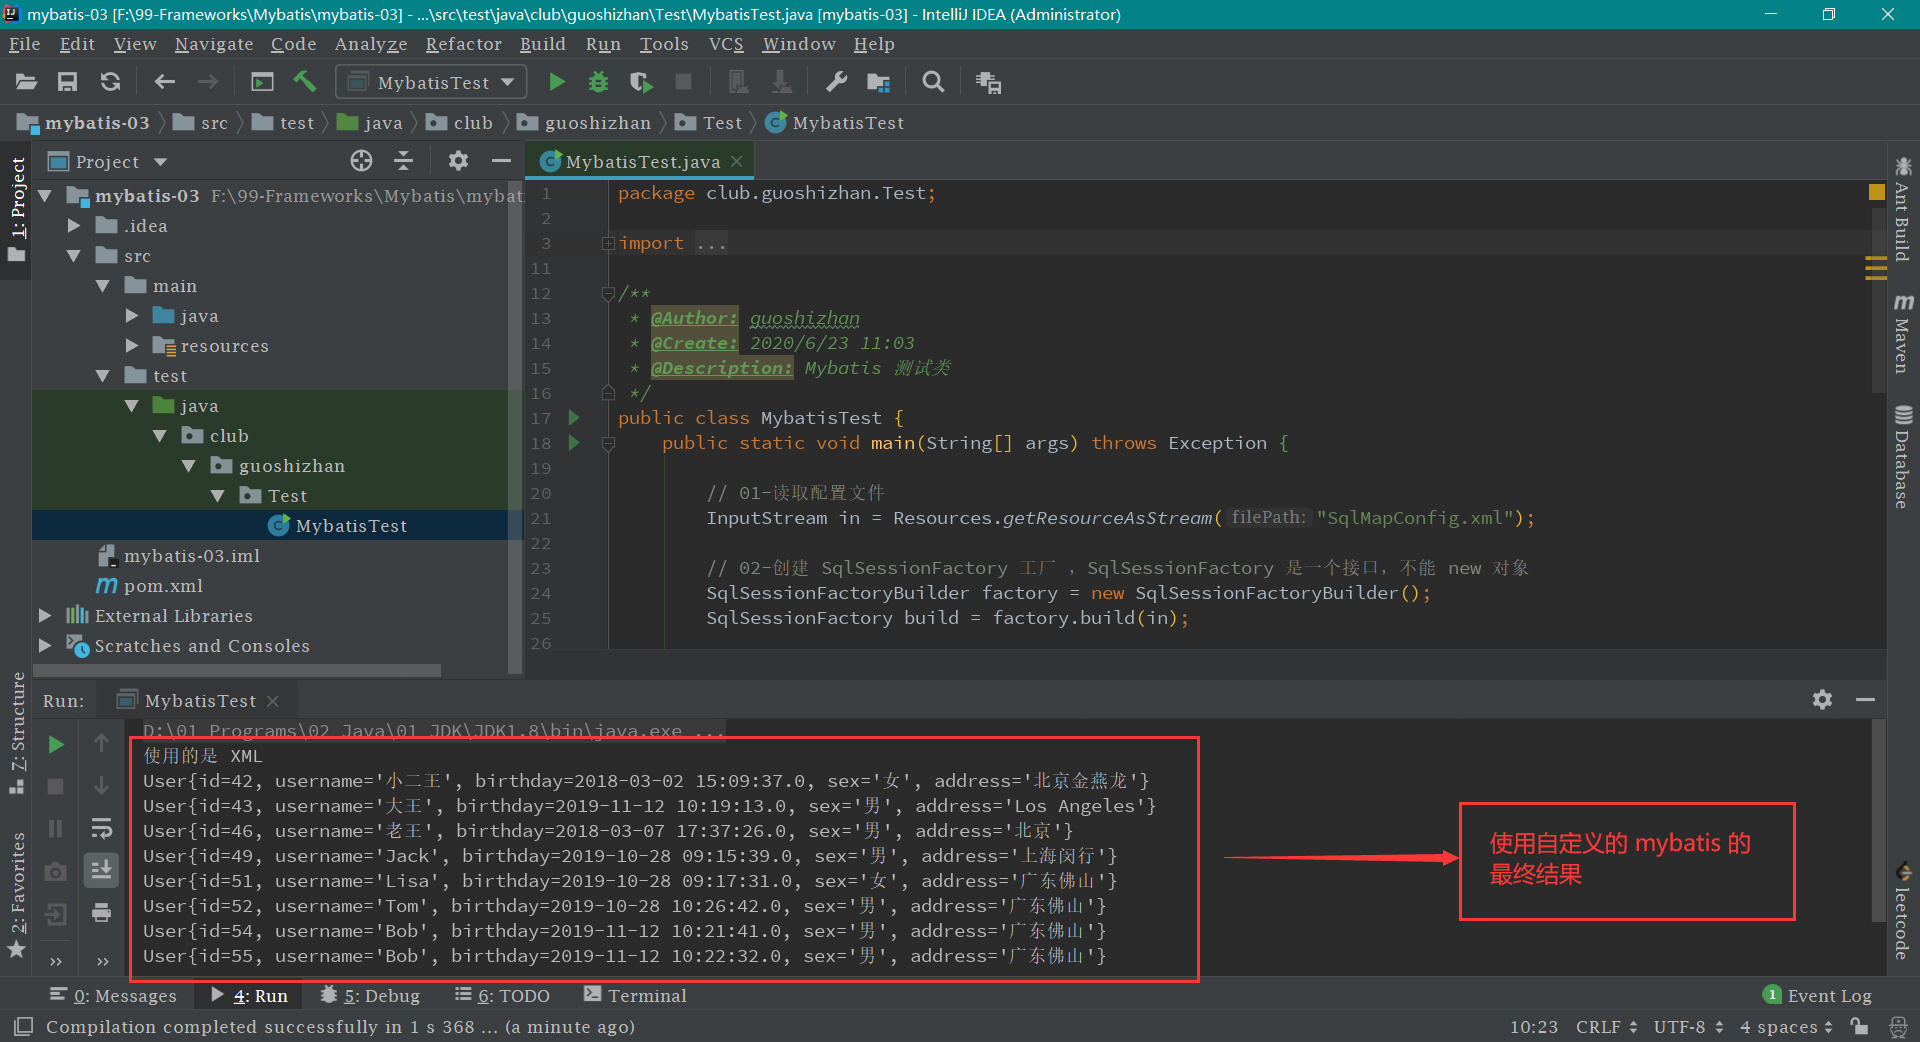 mybatis-03 [F:\99-Frameworks\Mybatis\mybatis-03] - ...\src\test\java\club\guoshizhan\Test\MybatisTest.java [mybatis-03] - IntelliJ IDEA (Administrator)
File Edit View Navigate Code Analyze Refactor Build Run Tools VCS Window Help
MybatisTest
mybatis-03 src test java club guoshizhan Test MybatisTest
1: Project
Z: Structure
2: Favorites
Project
mybatis-03 F:\99-Frameworks\Mybatis\mybat
.idea
src
main
java
resources
test
java
club
guoshizhan
Test
MybatisTest
mybatis-03.iml
pom.xml
External Libraries
Scratches and Consoles
MybatisTest.java
1 package club.guoshizhan.Test;
2
3 import ...
11
12 /**
13 * @Author: guoshizhan
14 * @Create: 2020/6/23 11:03
15 * @Description: Mybatis 测试类
16 */
17 public class MybatisTest {
18 public static void main(String[] args) throws Exception {
19
20 // 01-读取配置文件
21 InputStream in = Resources.getResourceAsStream( filePath: "SqlMapConfig.xml");
22
23 // 02-创建 SqlSessionFactory 工厂 ，SqlSessionFactory 是一个接口，不能 new 对象
24 SqlSessionFactoryBuilder factory = new SqlSessionFactoryBuilder();
25 SqlSessionFactory build = factory.build(in);
26
Ant Build
Maven
Database
leetcode
Run: MybatisTest
D:\01_Programs\02_Java\01_JDK\JDK1.8\bin\java.exe ...
使用的是 XML
User{id=42, username='小二王', birthday=2018-03-02 15:09:37.0, sex='女', address='北京金燕龙'}
User{id=43, username='大王', birthday=2019-11-12 10:19:13.0, sex='男', address='Los Angeles'}
User{id=46, username='老王', birthday=2018-03-07 17:37:26.0, sex='男', address='北京'}
User{id=49, username='Jack', birthday=2019-10-28 09:15:39.0, sex='男', address='上海闵行'}
User{id=51, username='Lisa', birthday=2019-10-28 09:17:31.0, sex='女', address='广东佛山'}
User{id=52, username='Tom', birthday=2019-10-28 10:26:42.0, sex='男', address='广东佛山'}
User{id=54, username='Bob', birthday=2019-11-12 10:21:41.0, sex='男', address='广东佛山'}
User{id=55, username='Bob', birthday=2019-11-12 10:22:32.0, sex='男', address='广东佛山'}
使用自定义的 mybatis 的
最终结果
0: Messages 4: Run 5: Debug 6: TODO Terminal 1 Event Log
Compilation completed successfully in 1 s 368 ... (a minute ago) 10:23 CRLF UTF-8 4 spaces